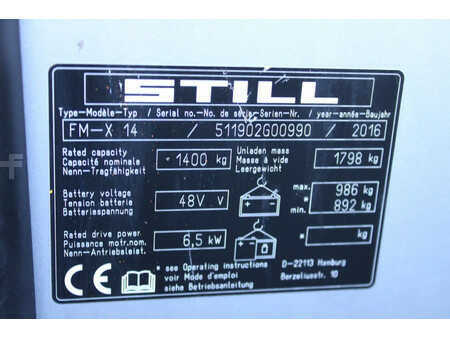 STILL
Type-Modèle-Typ / Serial no.-No. de série-Serien-Nr. / year-année-Baujahr
FM-X 14 / 511902600990 / 2016
Rated capacity
Capacité nominale
Nenn-Tragfähigkeit
1400 kg
Unladen mass
Masse à vide
Leergewicht
1798 kg
Battery voltage
Tension batterie
Batteriespannung
48V V
max.
*
min.
986 kg
892 kg
Rated drive power
Puissance motr.nom.
Nenn-Antriebsleist.
6,5 kW
* kg
CE
* see Operating instructions
voir Mode d'emploi
siehe Betriebsanleitung
D-22113 Hamburg
Berzeliusstr. 10